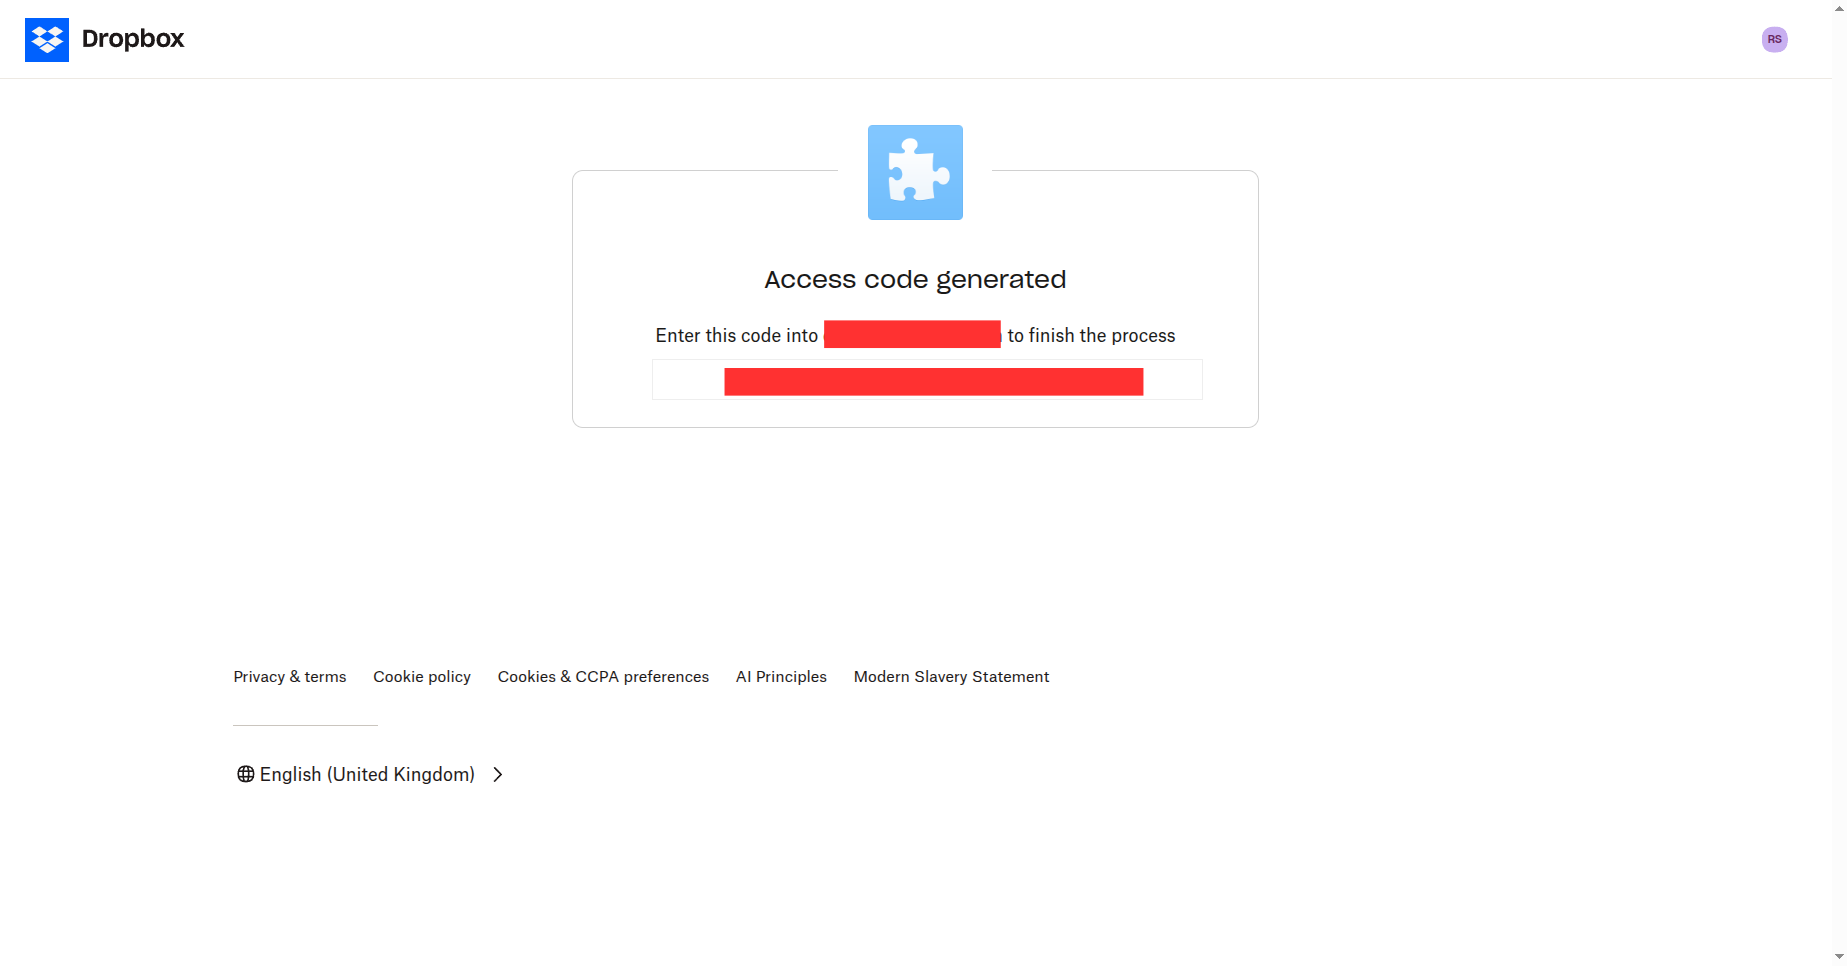 Dropbox
RS
Access code generated
Enter this code into to finish the process
Privacy & terms Cookie policy Cookies & CCPA preferences AI Principles Modern Slavery Statement
English (United Kingdom)